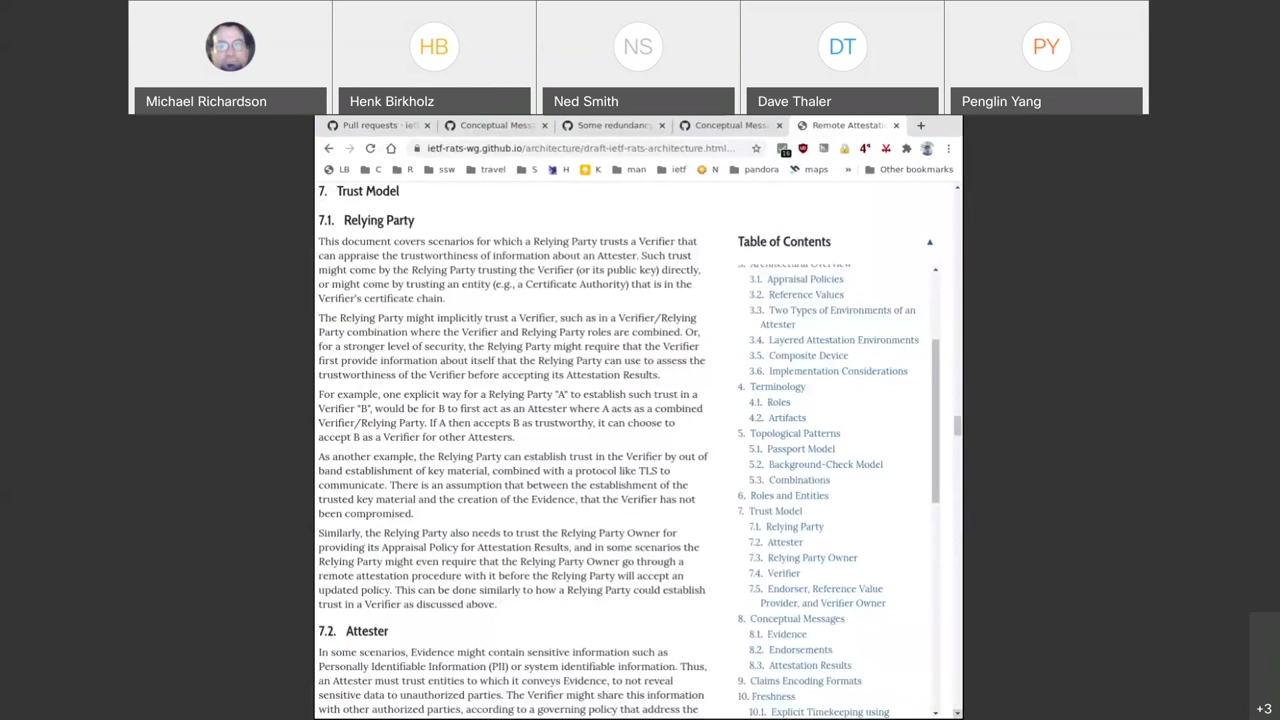 HB
NS
DT
PY
Michael Richardson
Henk Birkholz
Ned Smith
Dave Thaler
Penglin Yang
Pull requests · iet
Conceptual Mess
Some redundancy
Conceptual Mess
Remote Attestati
ietf-rats-wg.github.io/architecture/draft-ietf-rats-architecture.html...
LB C R ssw travel S H K man ietf N pandora maps » Other bookmarks
7. Trust Model
7.1. Relying Party
This document covers scenarios for which a Relying Party trusts a Verifier that
can appraise the trustworthiness of information about an Attester. Such trust
might come by the Relying Party trusting the Verifier (or its public key) directly,
or might come by trusting an entity (e.g., a Certificate Authority) that is in the
Verifier's certificate chain.
The Relying Party might implicitly trust a Verifier, such as in a Verifier/Relying
Party combination where the Verifier and Relying Party roles are combined. Or,
for a stronger level of security, the Relying Party might require that the Verifier
first provide information about itself that the Relying Party can use to assess the
trustworthiness of the Verifier before accepting its Attestation Results.
For example, one explicit way for a Relying Party "A" to establish such trust in a
Verifier "B", would be for B to first act as an Attester where A acts as a combined
Verifier/Relying Party. If A then accepts B as trustworthy, it can choose to
accept B as a Verifier for other Attesters.
As another example, the Relying Party can establish trust in the Verifier by out of
band establishment of key material, combined with a protocol like TLS to
communicate. There is an assumption that between the establishment of the
trusted key material and the creation of the Evidence, that the Verifier has not
been compromised.
Similarly, the Relying Party also needs to trust the Relying Party Owner for
providing its Appraisal Policy for Attestation Results, and in some scenarios the
Relying Party might even require that the Relying Party Owner go through a
remote attestation procedure with it before the Relying Party will accept an
updated policy. This can be done similarly to how a Relying Party could establish
trust in a Verifier as discussed above.
7.2. Attester
In some scenarios, Evidence might contain sensitive information such as
Personally Identifiable Information (PII) or system identifiable information. Thus,
an Attester must trust entities to which it conveys Evidence, to not reveal
sensitive data to unauthorized parties. The Verifier might share this information
with other authorized parties, according to a governing policy that address the
Table of Contents
3. Architectural Overview
3.1. Appraisal Policies
3.2. Reference Values
3.3. Two Types of Environments of an
Attester
3.4. Layered Attestation Environments
3.5. Composite Device
3.6. Implementation Considerations
4. Terminology
4.1. Roles
4.2. Artifacts
5. Topological Patterns
5.1. Passport Model
5.2. Background-Check Model
5.3. Combinations
6. Roles and Entities
7. Trust Model
7.1. Relying Party
7.2. Attester
7.3. Relying Party Owner
7.4. Verifier
7.5. Endorser, Reference Value
Provider, and Verifier Owner
8. Conceptual Messages
8.1. Evidence
8.2. Endorsements
8.3. Attestation Results
9. Claims Encoding Formats
10. Freshness
10.1. Explicit Timekeeping using
+3